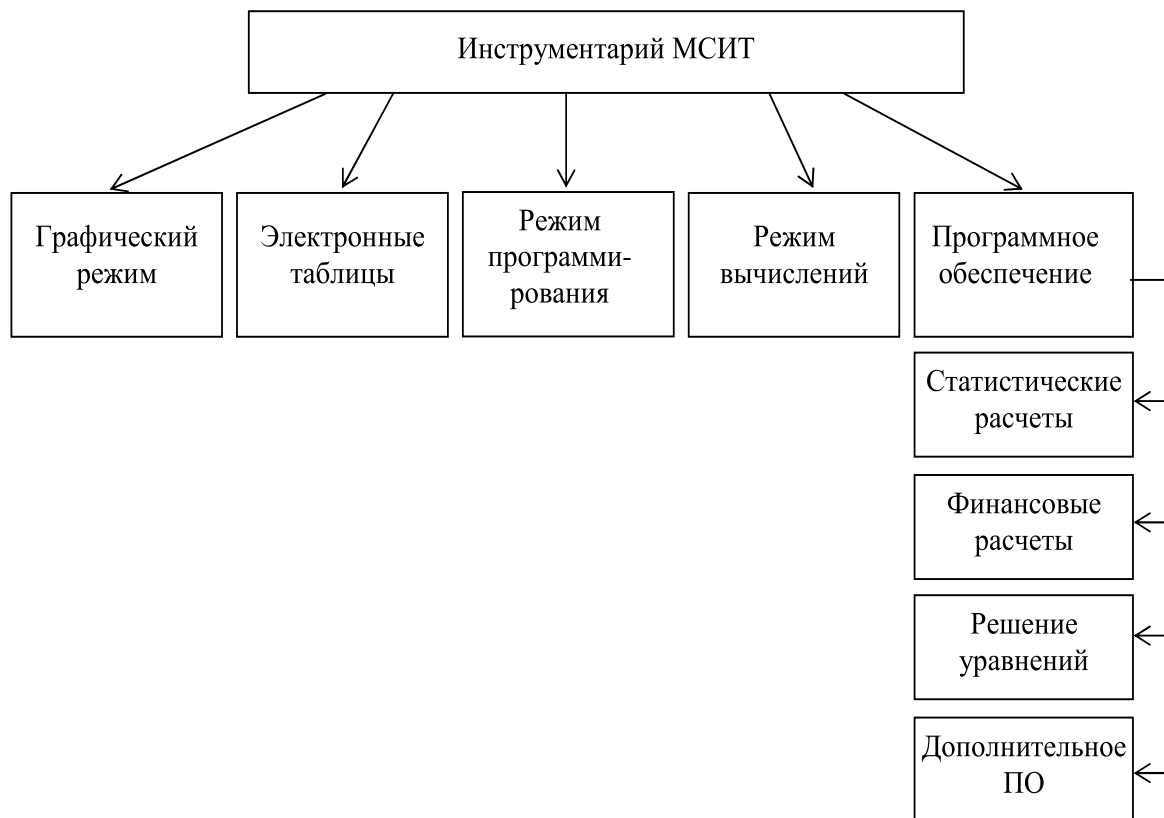 Инструментарий МСИТ
Графический
режим
Электронные
таблицы
Режим
программи-
рования
Режим
вычислений
Программное
обеспечение
Статистические
расчеты
Финансовые
расчеты
Решение
уравнений
Дополнительное
ПО